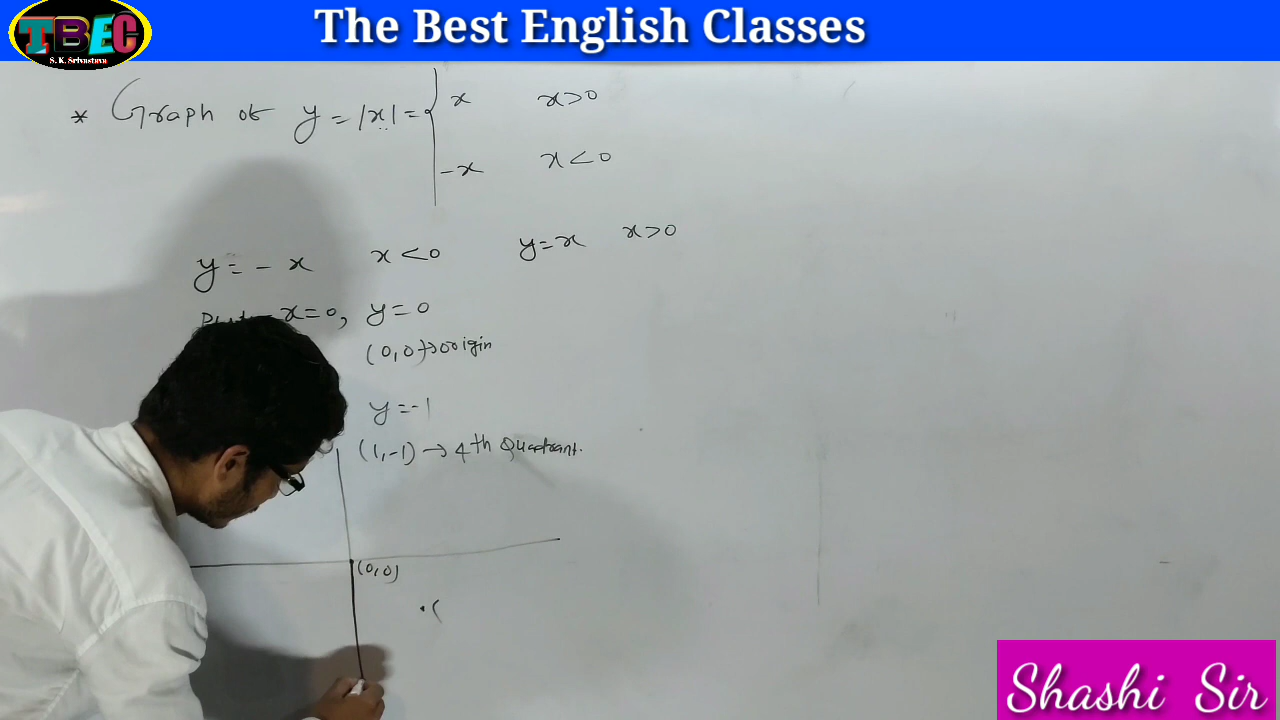 TBEC
S. K. Srivastava
The Best English Classes
* Graph of y = |x| = { x x>0
-x x<0
y = - x x<0 y=x x>0
x=0, y=0
(0,0)→origin
y=-1
(1,-1) → 4th Quadrant.
(0,0)
(
Shashi Sir